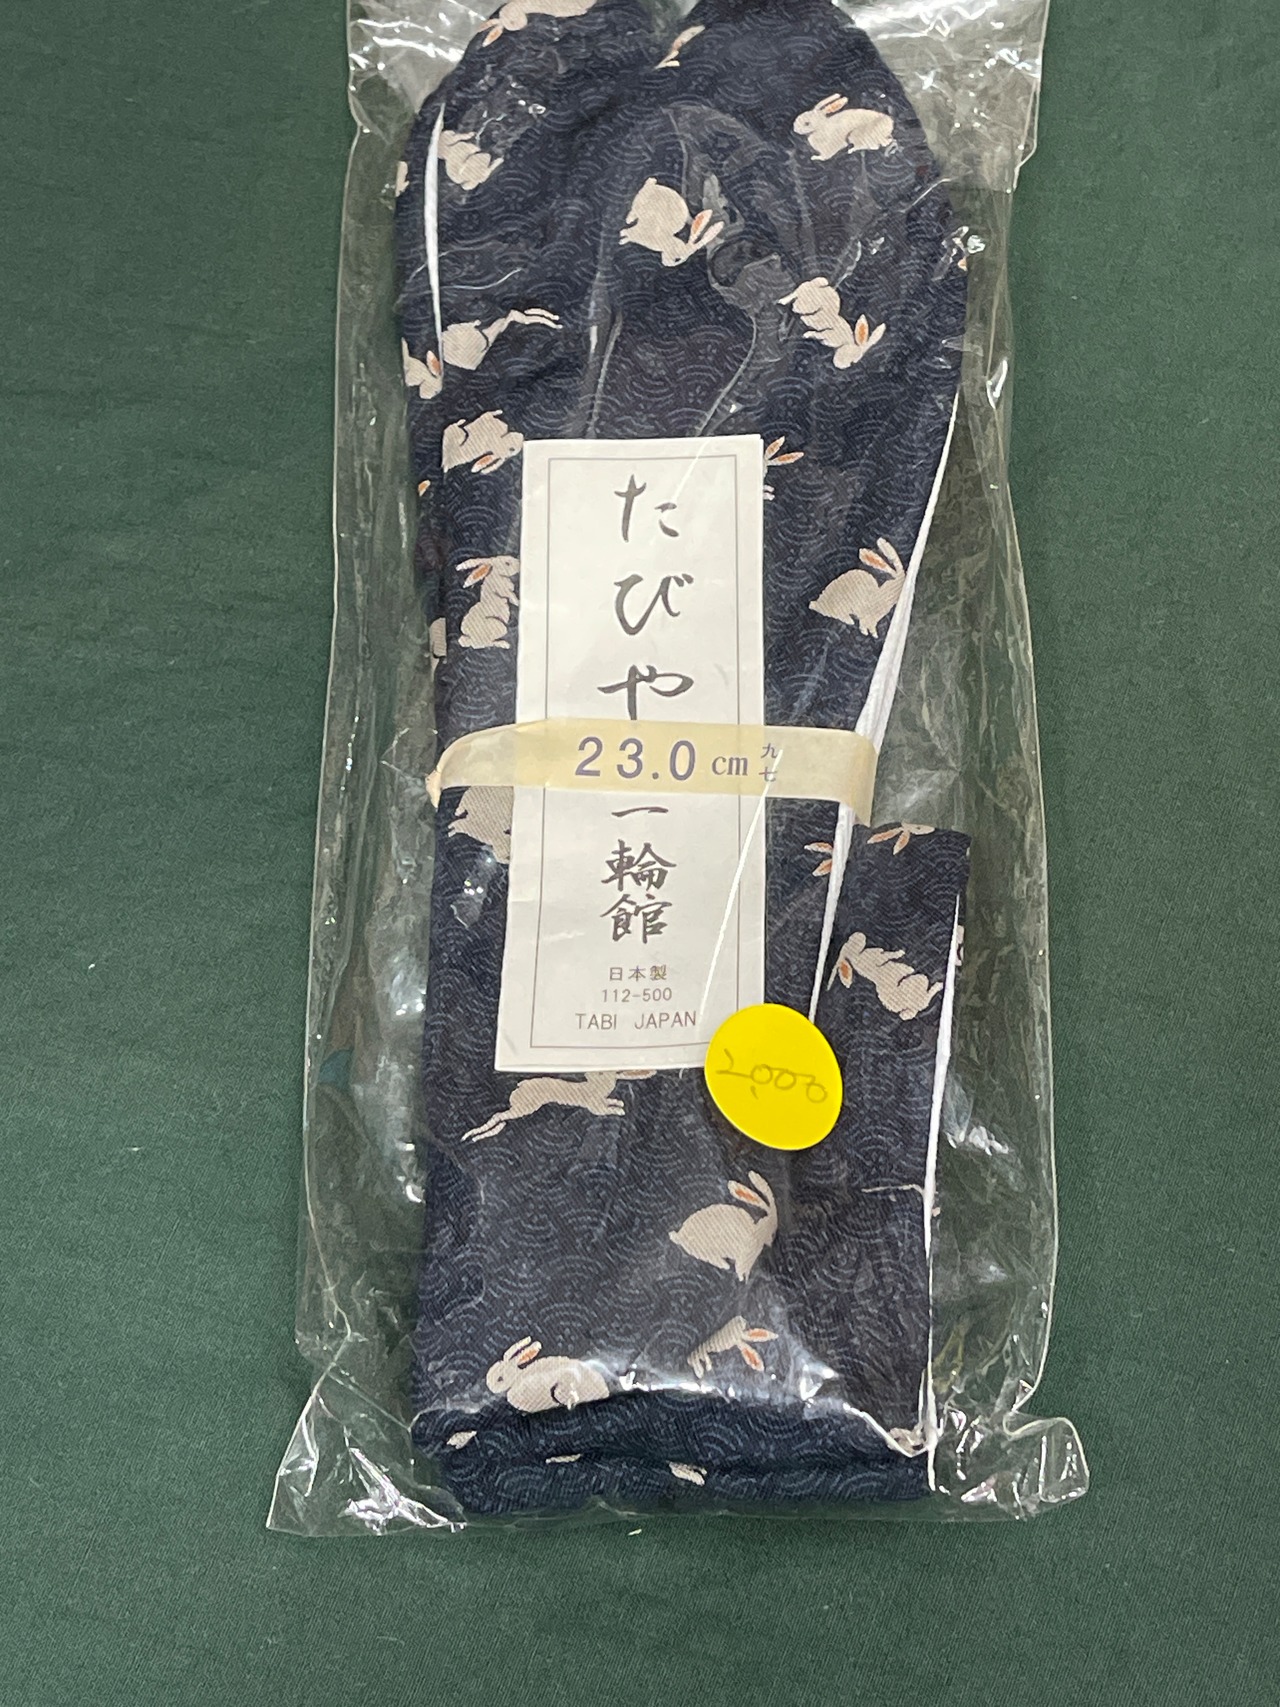 たびや
23.0 cm 九七
一輪館
日本製
112-500
TABI JAPAN
2,000